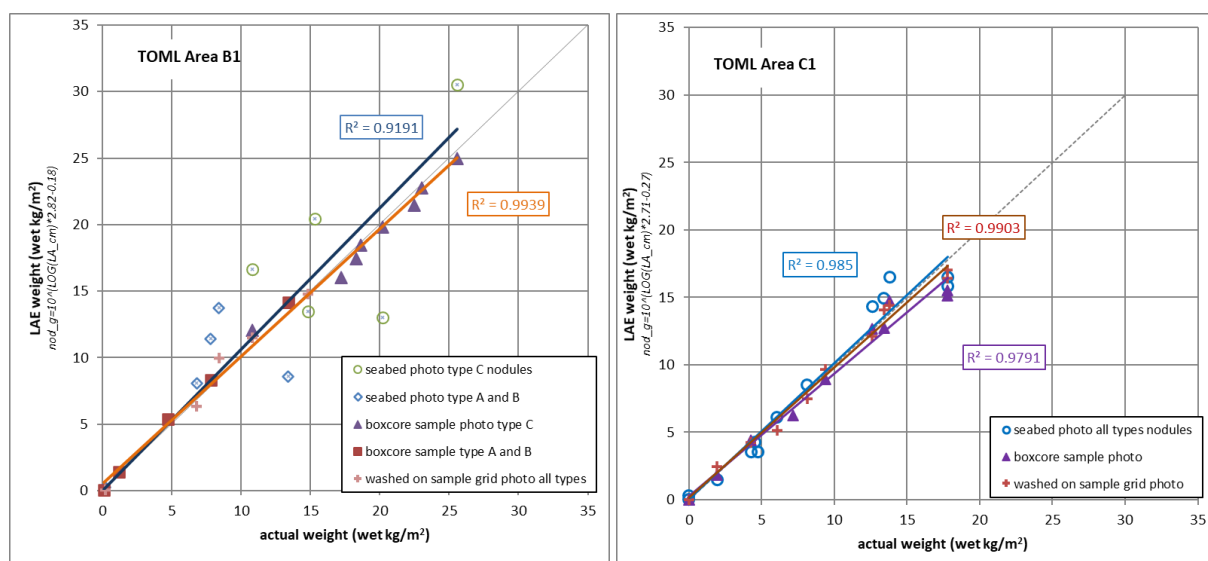 TOML Area B1
LAE weight (wet kg/m²)
nod_g=10^(LOG(LA_cm)*2.82-0.18)
35
30
25
20
15
10
5
0
R² = 0.9191
R² = 0.9939
seabed photo type C nodules
seabed photo type A and B
boxcore sample photo type C
boxcore sample type A and B
washed on sample grid photo all types
0 5 10 15 20 25 30 35
actual weight (wet kg/m²)
TOML Area C1
LAE weight (wet kg/m²)
nod_g=10^(LOG(LA_cm)*2.71-0.27)
35
30
25
20
15
10
5
0
R² = 0.9903
R² = 0.985
R² = 0.9791
seabed photo all types nodules
boxcore sample photo
washed on sample grid photo
0 5 10 15 20 25 30 35
actual weight (wet kg/m²)